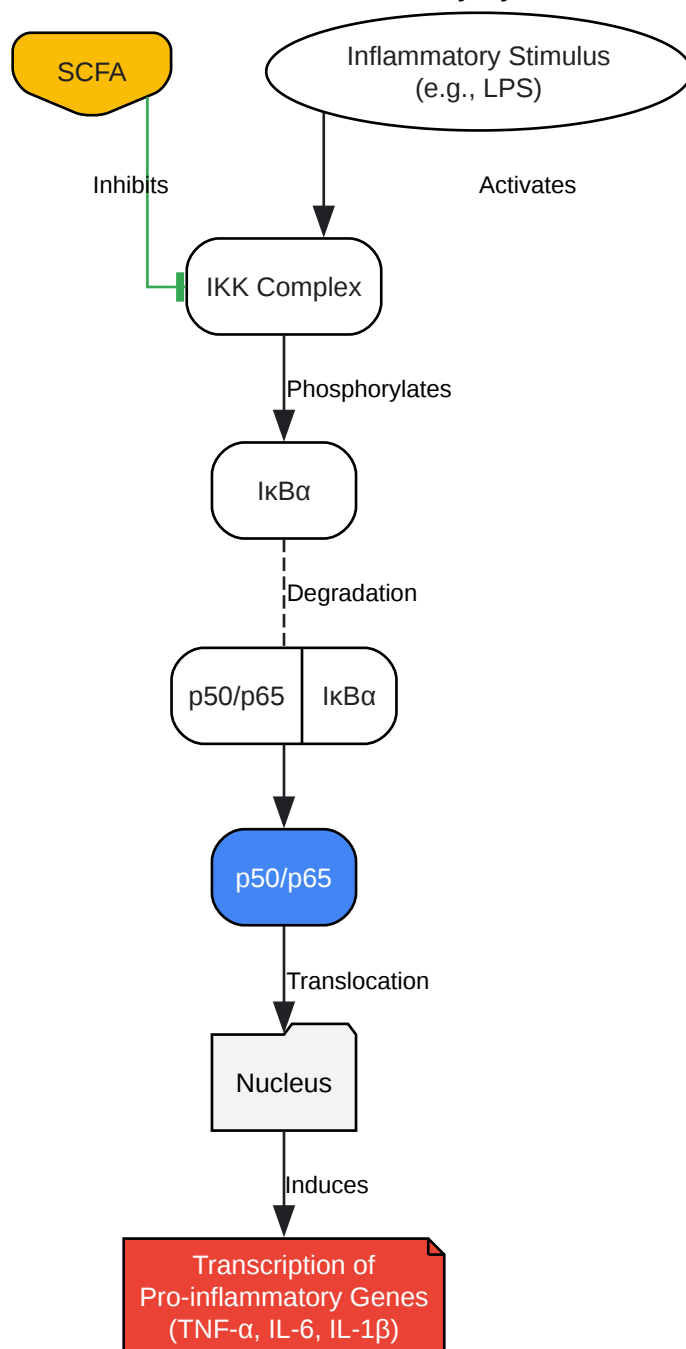 SCFA
Inflammatory Stimulus
(e.g., LPS)
Inhibits
Activates
IKK Complex
Phosphorylates
IκBα
Degradation
p50/p65
IκBα
p50/p65
Translocation
Nucleus
Induces
Transcription of
Pro-inflammatory Genes
(TNF-α, IL-6, IL-1β)